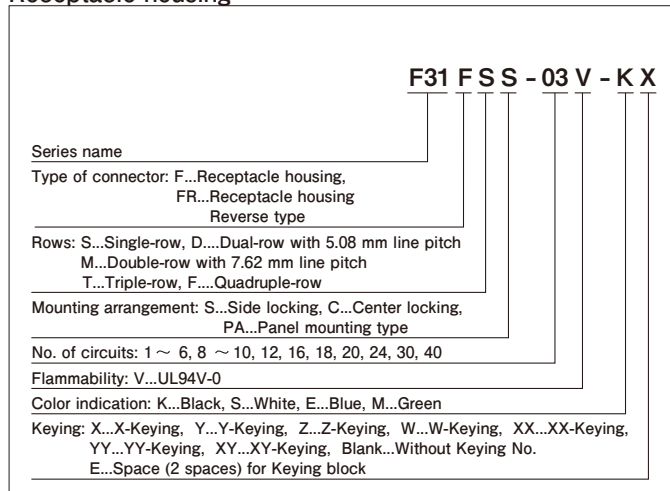 Receptacle housing
F31 F S S - 03 V - K X
Series name
Type of connector: F...Receptacle housing,
FR...Receptacle housing
Reverse type
Rows: S...Single-row, D....Dual-row with 5.08 mm line pitch
M...Double-row with 7.62 mm line pitch
T...Triple-row, F....Quadruple-row
Mounting arrangement: S...Side locking, C...Center locking,
PA...Panel mounting type
No. of circuits: 1 ～ 6, 8 ～ 10, 12, 16, 18, 20, 24, 30, 40
Flammability: V...UL94V-0
Color indication: K...Black, S...White, E...Blue, M...Green
Keying: X...X-Keying, Y...Y-Keying, Z...Z-Keying, W...W-Keying, XX...XX-Keying,
YY...YY-Keying, XY...XY-Keying, Blank...Without Keying No.
E...Space (2 spaces) for Keying block